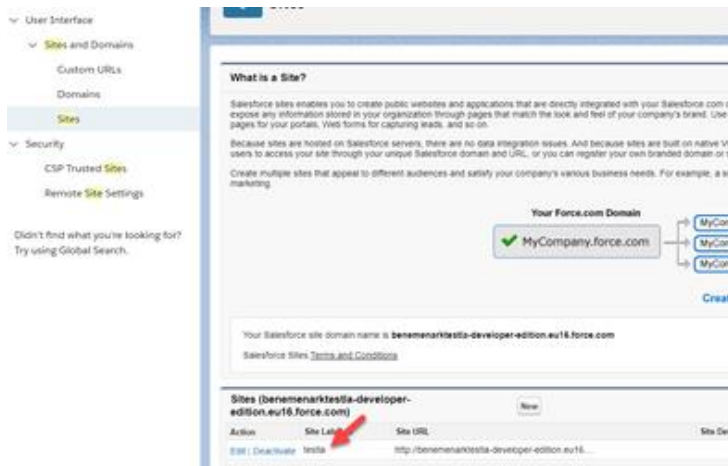 User Interface
Sites and Domains
Custom URLs
Domains
Sites
Security
CSP Trusted Sites
Remote Site Settings
Didn't find what you're looking for?
Try using Global Search.
What is a Site?
Salesforce sites enables you to create public websites and applications that are directly integrated with your Salesforce.com
expose any information stored in your organization through pages that match the look and feel of your company's brand. Use
pages for your portals, Web forms for capturing leads, and so on.
Because sites are hosted on Salesforce servers, there are no data integration issues. And because sites are built on native
users to access your site through your unique Salesforce domain and URL, or you can register your own branded domain or
Create multiple sites that appeal to different audiences and satisfy your company's various business needs. For example, a
marketing.
Your Force.com Domain
MyCompany.force.com
MyCom
MyCom
MyCom
Creat
Your Salesforce site domain name is benemenarktestla-developer-edition.eu16.force.com
Salesforce Sites Terms and Conditions
Sites (benemenarktestla-developer-
edition.eu16.force.com)
New
Action Site Label Site URL Site De
Edit | Deactivate testla http://benemenarktestla-developer-edition.eu16....